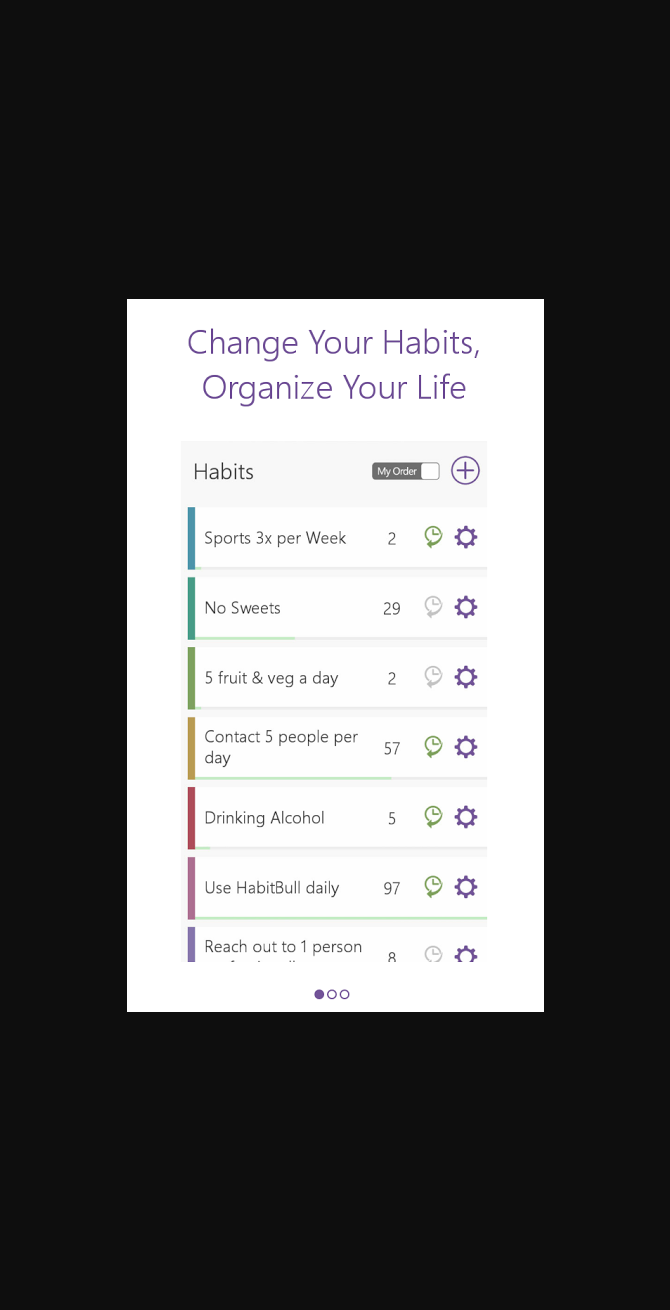 Change Your Habits,
Organize Your Life
Habits
My Order
Sports 3x per Week 2
No Sweets 29
5 fruit & veg a day 2
Contact 5 people per
day 57
Drinking Alcohol 5
Use HabitBull daily 97
Reach out to 1 person
8